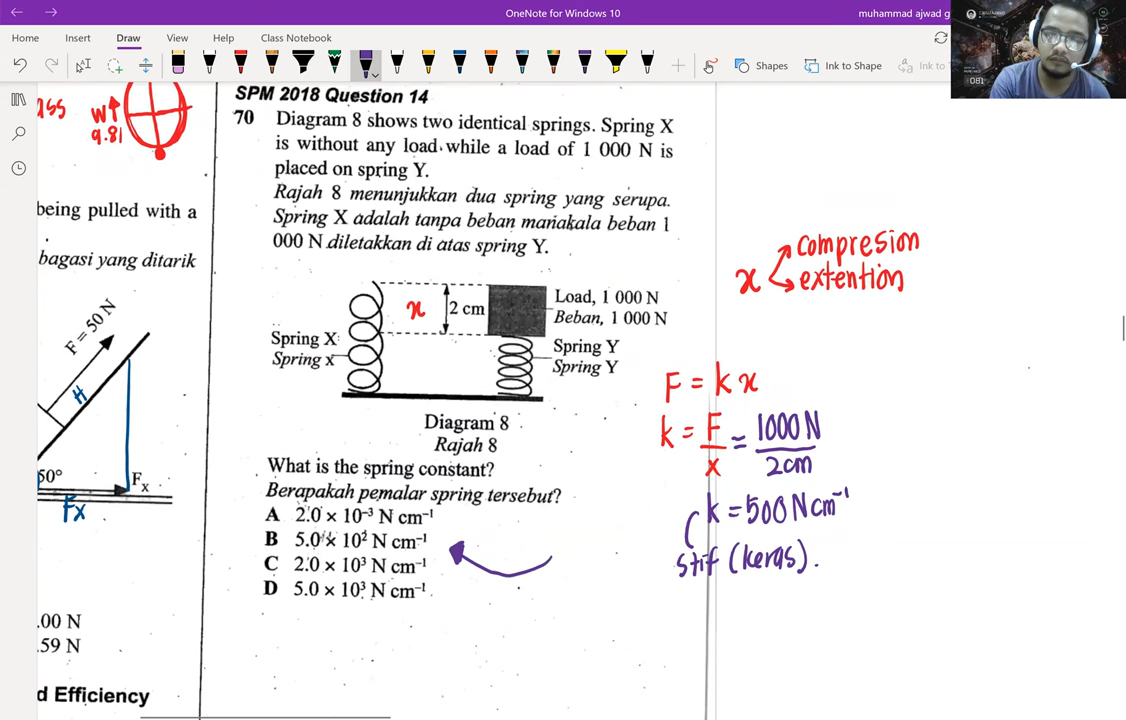 OneNote for Windows 10
muhammad ajwad g
Home Insert Draw View Help Class Notebook
Shapes
Ink to Shape
Ink to
081
ass
W
9.81
being pulled with a
bagasi yang ditarik
F = 50 N
H
50°
Fx
Fx
.00 N
.59 N
d Efficiency
SPM 2018 Question 14
70 Diagram 8 shows two identical springs. Spring X
is without any load while a load of 1 000 N is
placed on spring Y.
Rajah 8 menunjukkan dua spring yang serupa.
Spring X adalah tanpa beban manakala beban 1
000 N diletakkan di atas spring Y.
x
2 cm
Load, 1 000 N
Beban, 1 000 N
Spring X
Spring x
Spring Y
Spring Y
Diagram 8
Rajah 8
What is the spring constant?
Berapakah pemalar spring tersebut?
A 2.0 × 10⁻³ N cm⁻¹
B 5.0 × 10² N cm⁻¹
C 2.0 × 10³ N cm⁻¹
D 5.0 × 10³ N cm⁻¹
x compresion
extention
F = k x
k = F/x = 1000 N/2cm
k = 500 N cm⁻¹
stif (keras).